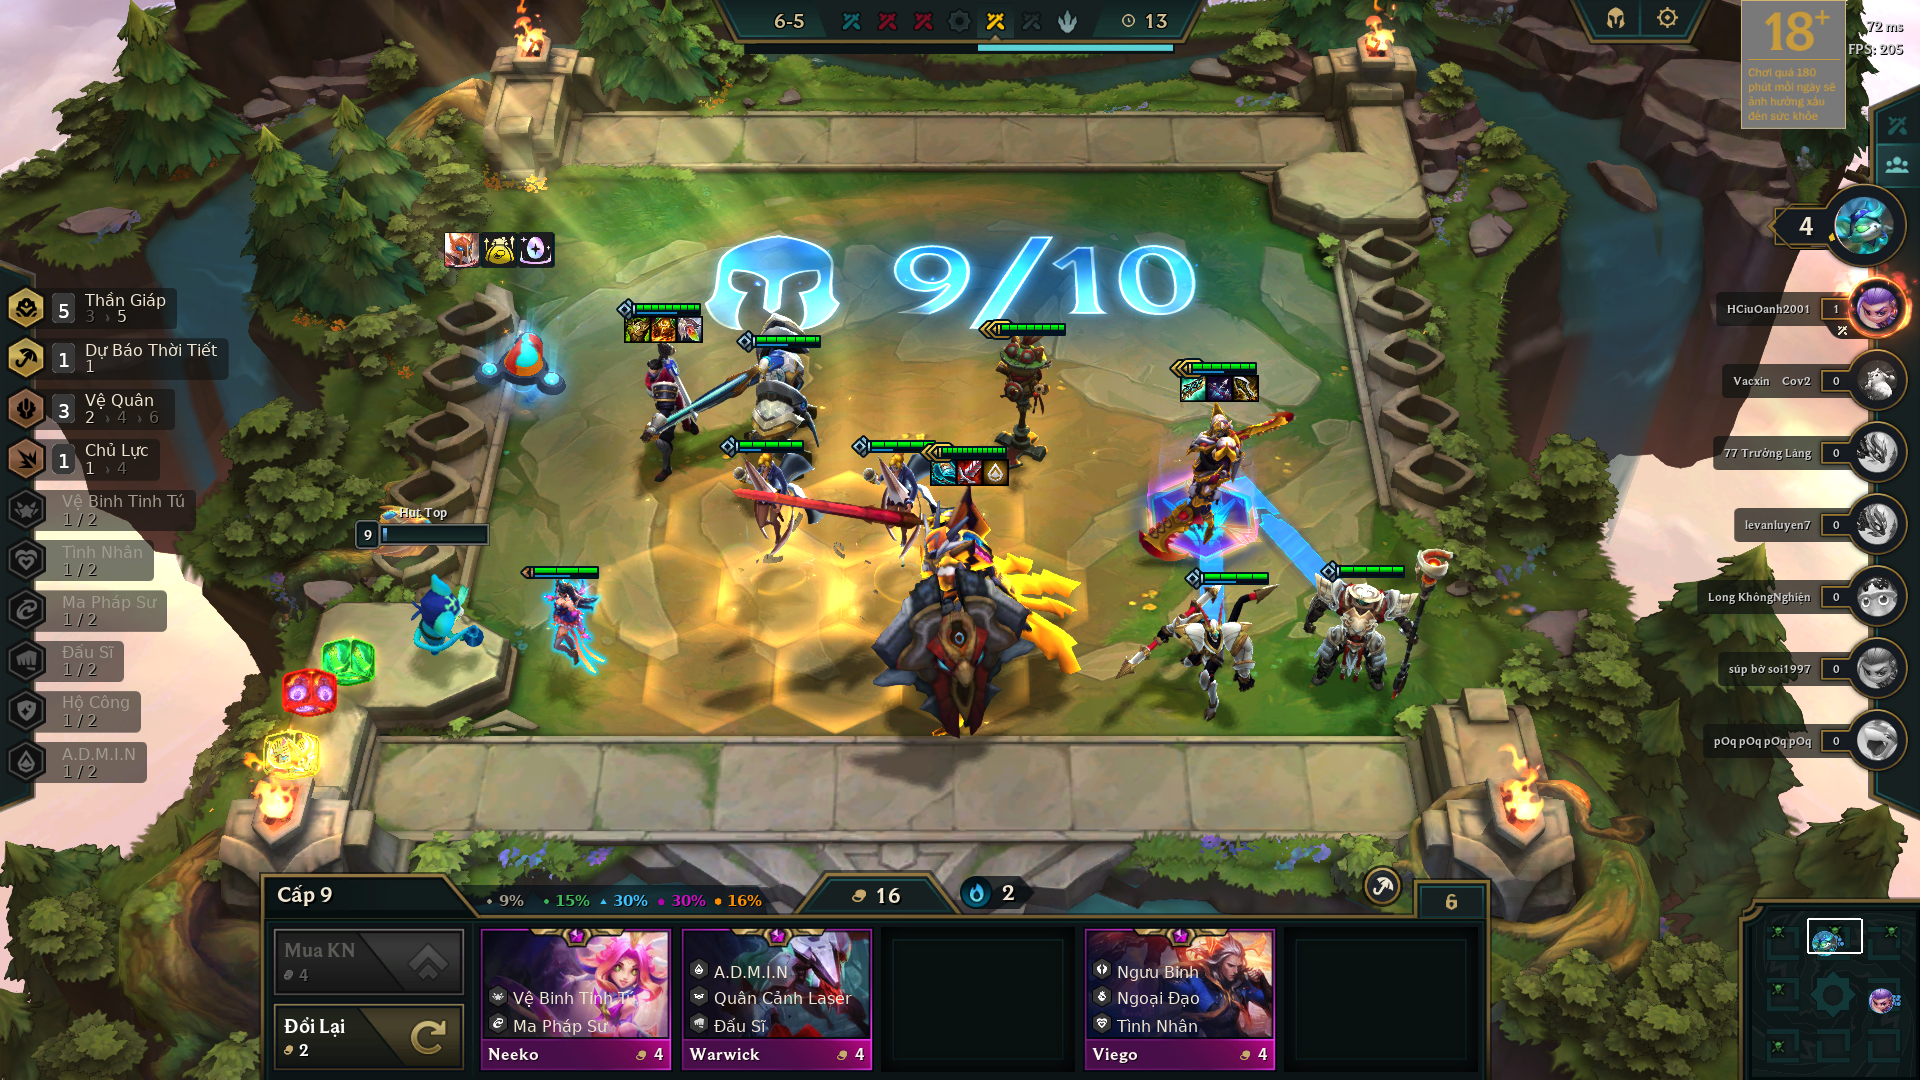 6-5
13
18+
Chơi quá 180
phút mỗi ngày sẽ
ảnh hưởng xấu
đến sức khỏe
72 ms
FPS: 205
9/10
4
HCiuOanh2001
1
Vacxin Cov2
0
77 Trưởng Làng
0
levanluyen7
0
Long KhôngNghiện
0
súp bờ soi1997
0
pOq pOq pOq pOq
0
5
Thần Giáp
3 › 5
1
Dự Báo Thời Tiết
1
3
Vệ Quân
2 › 4 › 6
1
Chủ Lực
1 › 4
Vệ Binh Tinh Tú
1 / 2
Tình Nhân
1 / 2
Ma Pháp Sư
1 / 2
Đấu Sĩ
1 / 2
Hộ Công
1 / 2
A.D.M.I.N
1 / 2
Hut Top
9
Cấp 9
9%
15%
30%
30%
16%
16
2
6
Mua KN
4
Đổi Lại
2
Vệ Binh Tinh Tú
Ma Pháp Sư
Neeko
4
A.D.M.I.N
Quân Cảnh Laser
Đấu Sĩ
Warwick
4
Ngưu Binh
Ngoại Đạo
Tình Nhân
Viego
4